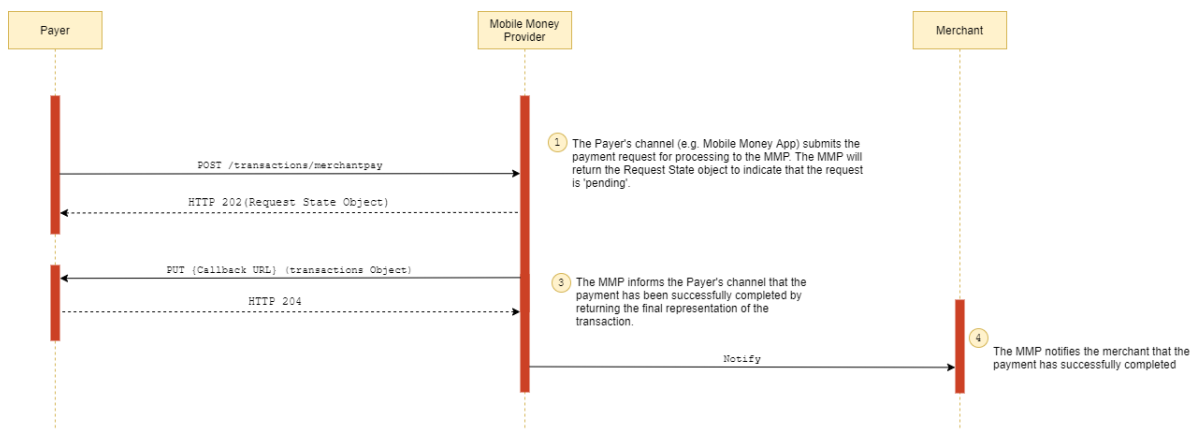 Payer
Mobile Money
Provider
Merchant
1
The Payer's channel (e.g. Mobile Money App) submits the
payment request for processing to the MMP. The MMP will
return the Request State object to indicate that the request
is 'pending'.
POST /transactions/merchantpay
HTTP 202(Request State Object)
PUT {Callback URL} (transactions Object)
3
The MMP informs the Payer's channel that the
payment has been successfully completed by
returning the final representation of the
transaction.
HTTP 204
4
The MMP notifies the merchant that the
payment has successfully completed
Notify